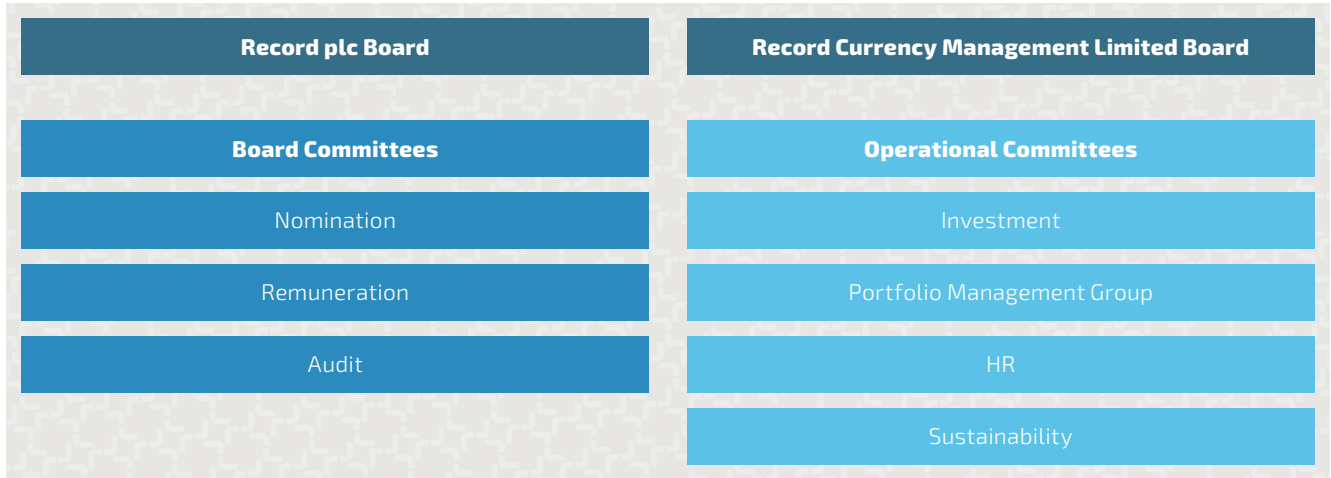 Record plc Board
Board Committees
Nomination
Remuneration
Audit
Record Currency Management Limited Board
Operational Committees
Investment
Portfolio Management Group
HR
Sustainability